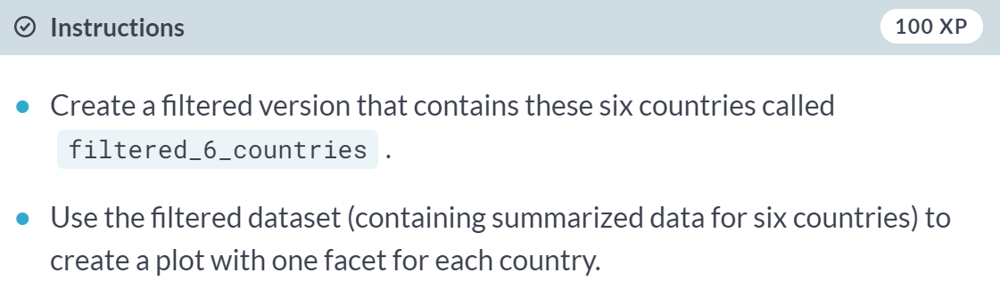 Instructions
100 XP
Create a filtered version that contains these six countries called
filtered_6_countries .
Use the filtered dataset (containing summarized data for six countries) to
create a plot with one facet for each country.